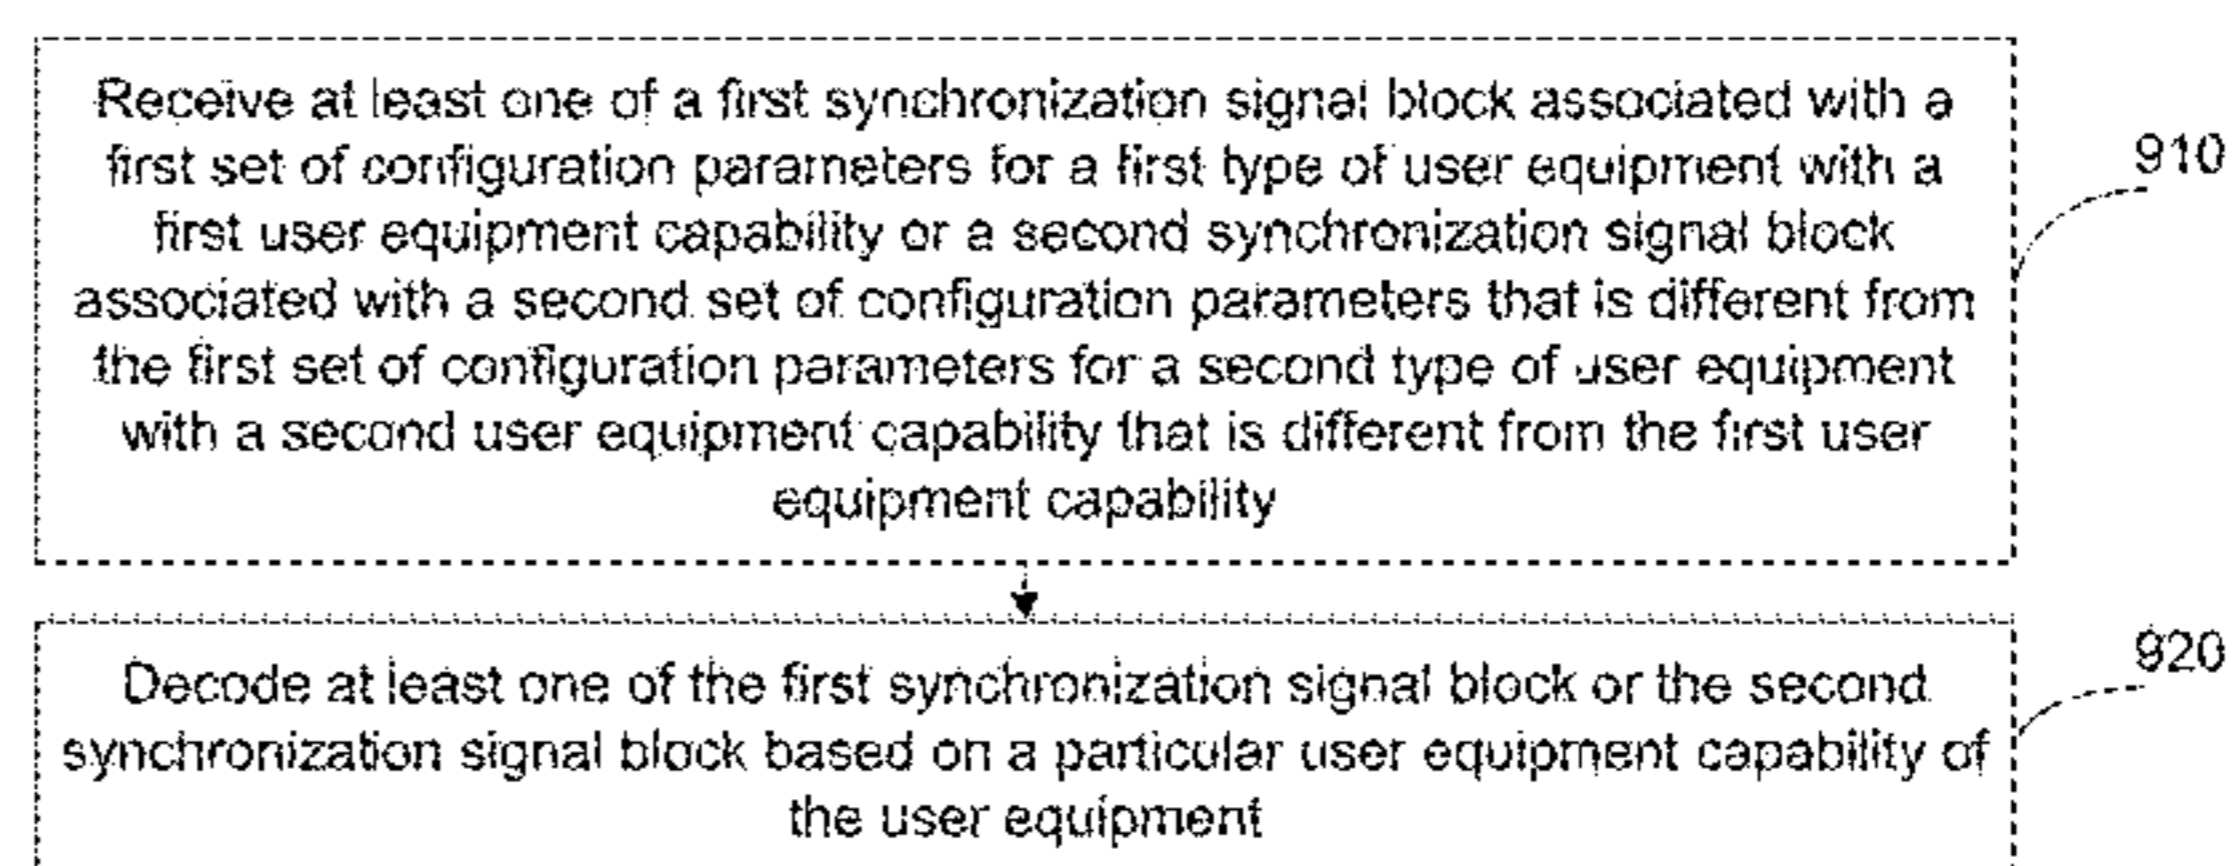 Receive at least one of a first synchronization signal block associated with a
first set of configuration parameters for a first type of user equipment with a
first user equipment capability or a second synchronization signal block
associated with a second set of configuration parameters that is different from
the first set of configuration parameters for a second type of user equipment
with a second user equipment capability that is different from the first user
equipment capability
910
Decode at least one of the first synchronization signal block or the second
synchronization signal block based on a particular user equipment capability of
the user equipment
920